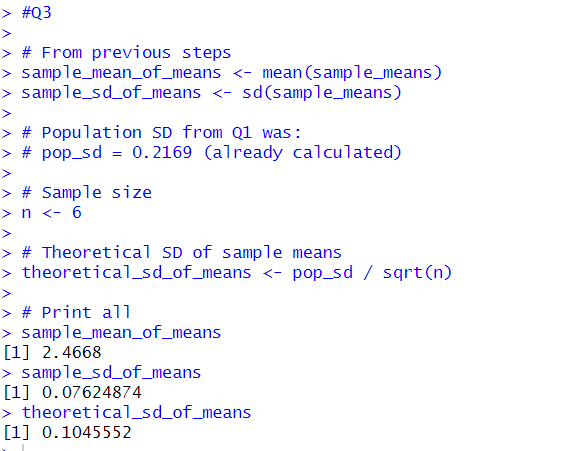 > #Q3
>
> # From previous steps
> sample_mean_of_means <- mean(sample_means)
> sample_sd_of_means <- sd(sample_means)
>
> # Population SD from Q1 was:
> # pop_sd = 0.2169 (already calculated)
>
> # Sample size
> n <- 6
>
> # Theoretical SD of sample means
> theoretical_sd_of_means <- pop_sd / sqrt(n)
>
> # Print all
> sample_mean_of_means
[1] 2.4668
> sample_sd_of_means
[1] 0.07624874
> theoretical_sd_of_means
[1] 0.1045552
>